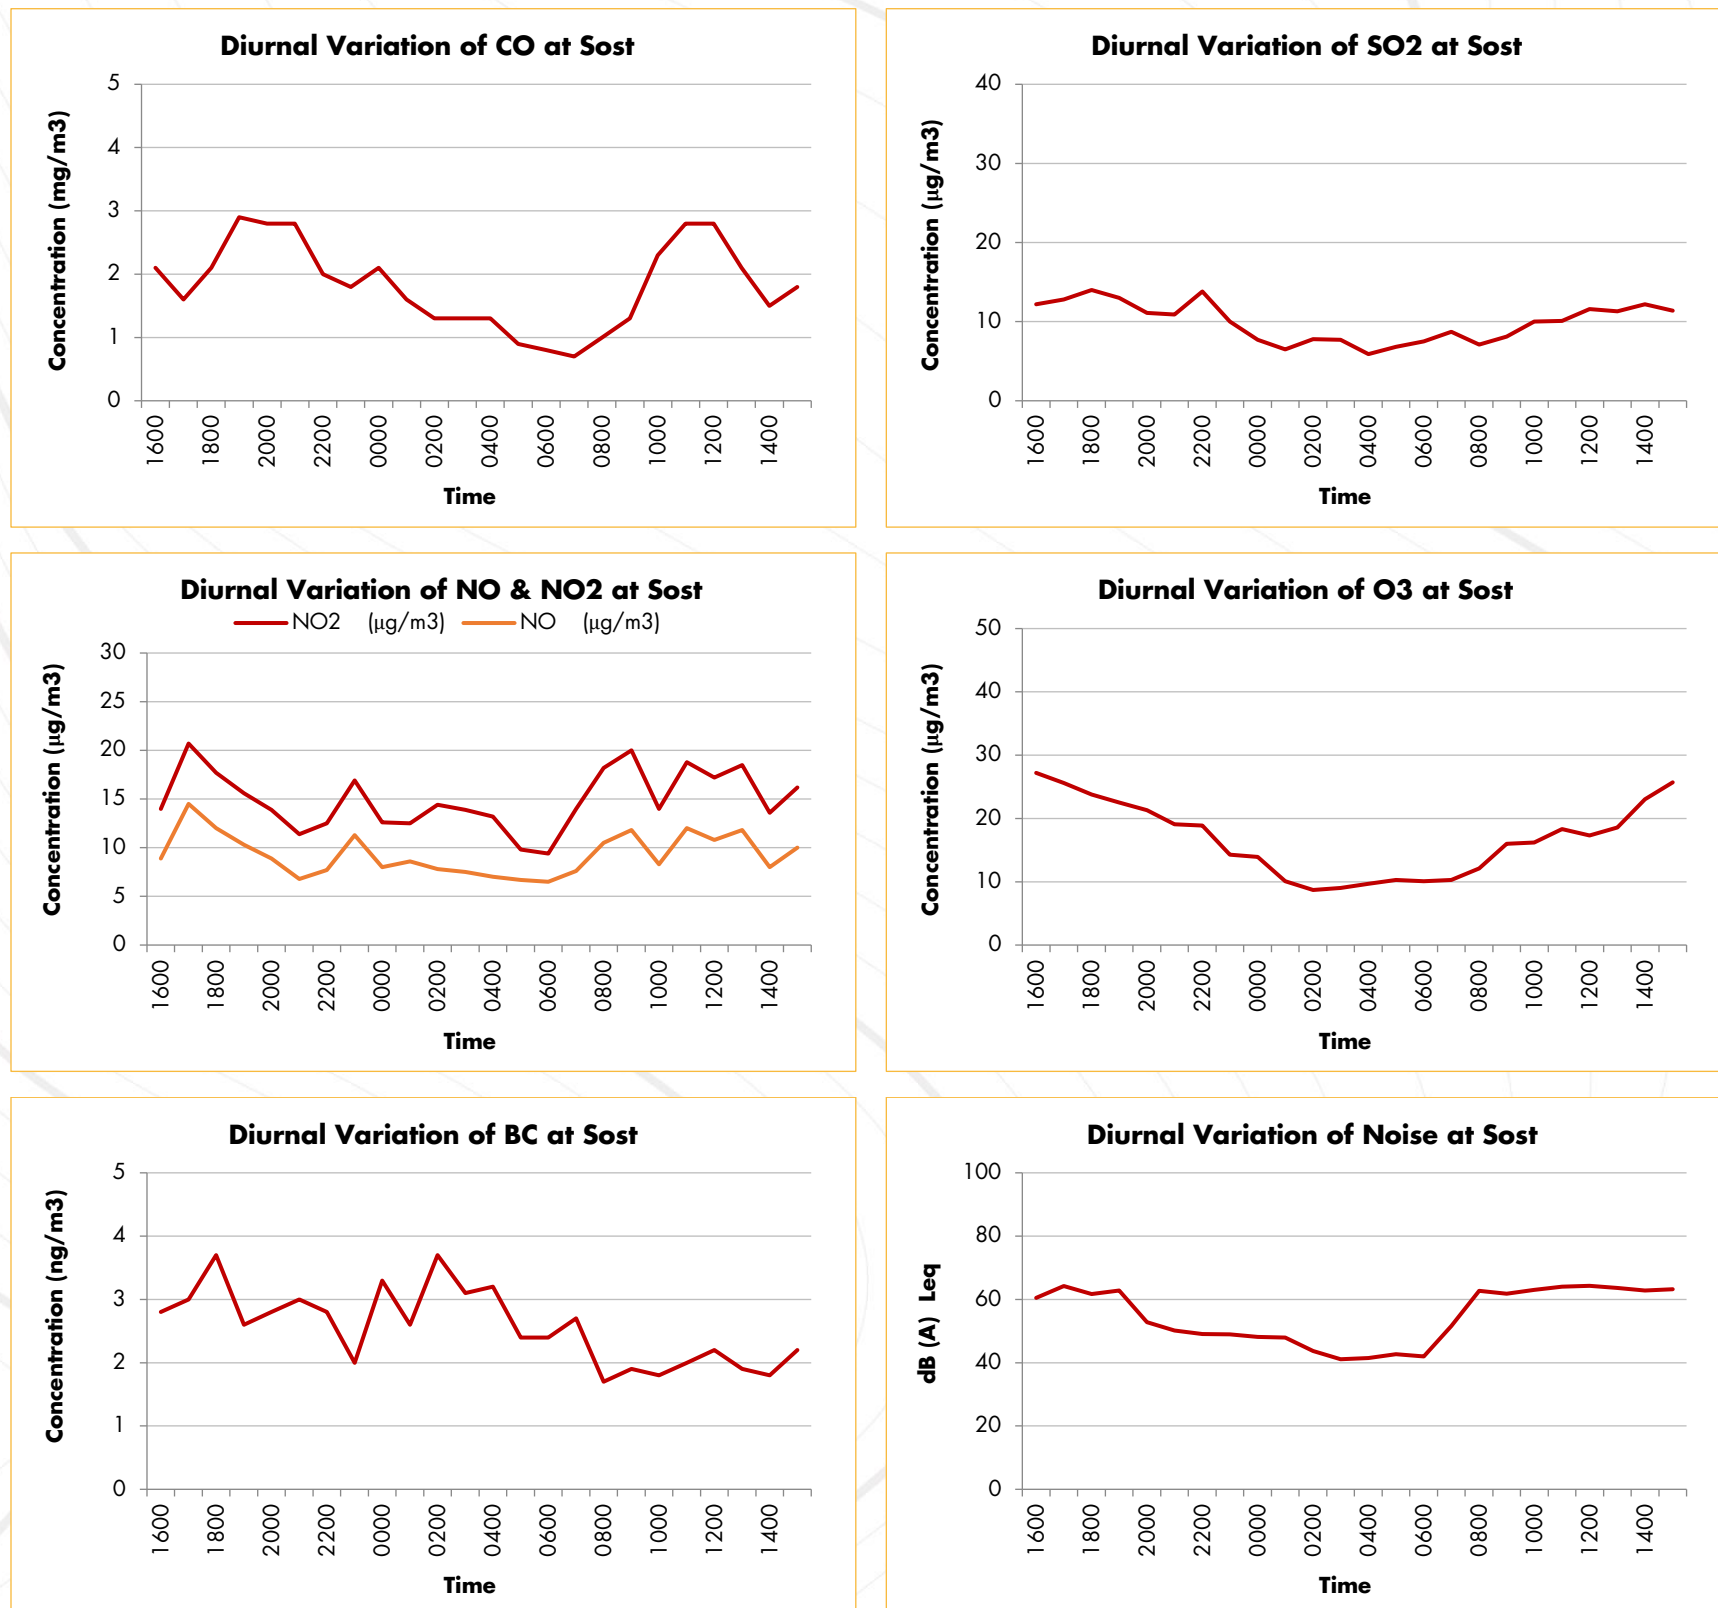 Diurnal Variation of CO at Sost
Concentration (mg/m3)
5
4
3
2
1
0
1600 1800 2000 2200 0000 0200 0400 0600 0800 1000 1200 1400
Time
Diurnal Variation of SO2 at Sost
Concentration (µg/m3)
40
30
20
10
0
1600 1800 2000 2200 0000 0200 0400 0600 0800 1000 1200 1400
Time
Diurnal Variation of NO & NO2 at Sost
NO2 (µg/m3) NO (µg/m3)
Concentration (µg/m3)
30
25
20
15
10
5
0
1600 1800 2000 2200 0000 0200 0400 0600 0800 1000 1200 1400
Time
Diurnal Variation of O3 at Sost
Concentration (µg/m3)
50
40
30
20
10
0
1600 1800 2000 2200 0000 0200 0400 0600 0800 1000 1200 1400
Time
Diurnal Variation of BC at Sost
Concentration (ng/m3)
5
4
3
2
1
0
1600 1800 2000 2200 0000 0200 0400 0600 0800 1000 1200 1400
Time
Diurnal Variation of Noise at Sost
dB (A) Leq
100
80
60
40
20
0
1600 1800 2000 2200 0000 0200 0400 0600 0800 1000 1200 1400
Time